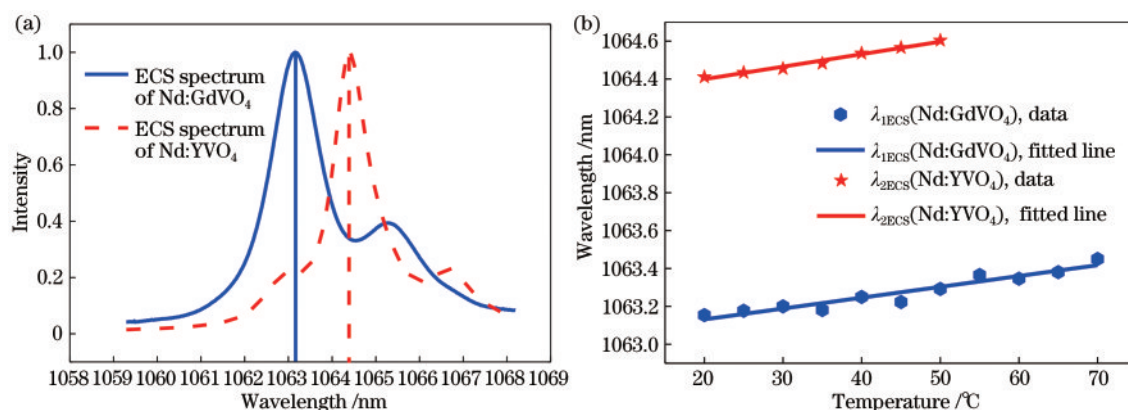 (a)
Intensity
1.0
0.8
0.6
0.4
0.2
0
ECS spectrum
of Nd:GdVO₄
ECS spectrum
of Nd:YVO₄
1058 1059 1060 1061 1062 1063 1064 1065 1066 1067 1068 1069
Wavelength /nm
(b)
Wavelength /nm
1064.6
1064.4
1064.2
1064.0
1063.8
1063.6
1063.4
1063.2
1063.0
λ₁ECS(Nd:GdVO₄), data
λ₁ECS(Nd:GdVO₄), fitted line
λ₂ECS(Nd:YVO₄), data
λ₂ECS(Nd:YVO₄), fitted line
20 30 40 50 60 70
Temperature /℃